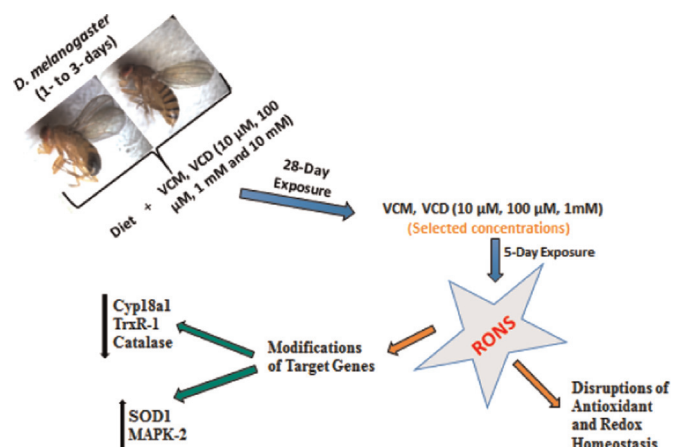 D. melanogaster
(1- to 3- days)
Diet + VCM, VCD (10 µM, 100
µM, 1 mM and 10 mM)
28-Day
Exposure
VCM, VCD (10 µM, 100 µM, 1mM)
(Selected concentrations)
5-Day Exposure
RONS
Cyp18a1
TrxR-1
Catalase
Modifications
of Target Genes
SOD1
MAPK-2
Disruptions of
Antioxidant
and Redox
Homeostasis